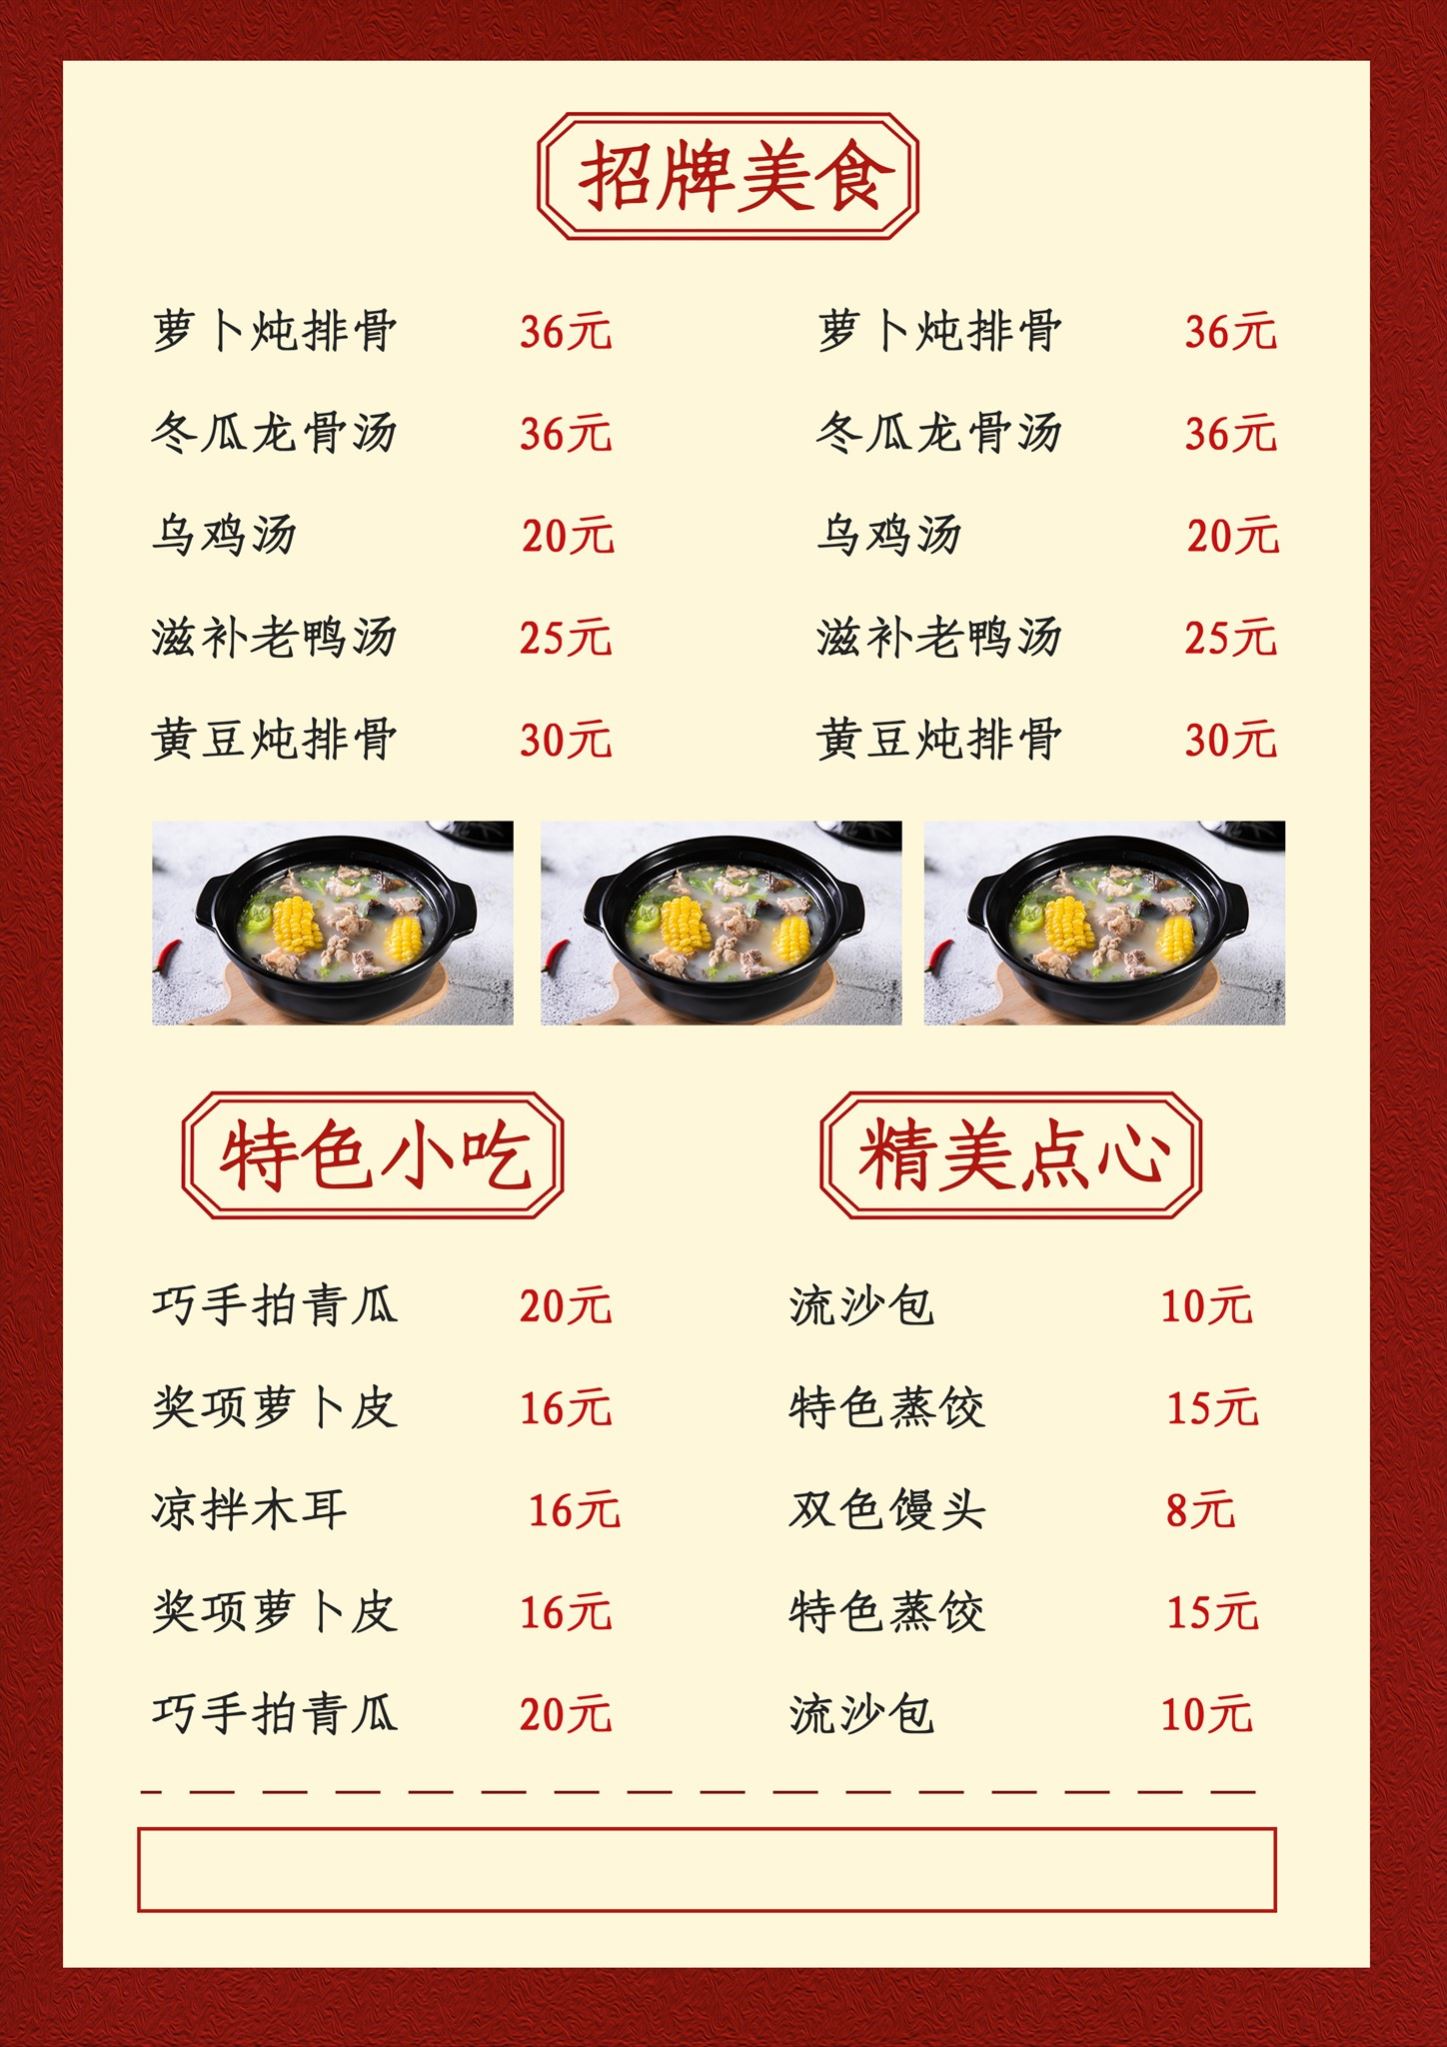 招牌美食
萝卜炖排骨 36元 萝卜炖排骨 36元
冬瓜龙骨汤 36元 冬瓜龙骨汤 36元
乌鸡汤 20元 乌鸡汤 20元
滋补老鸭汤 25元 滋补老鸭汤 25元
黄豆炖排骨 30元 黄豆炖排骨 30元
特色小吃 精美点心
巧手拍青瓜 20元 流沙包 10元
奖项萝卜皮 16元 特色蒸饺 15元
凉拌木耳 16元 双色馒头 8元
奖项萝卜皮 16元 特色蒸饺 15元
巧手拍青瓜 20元 流沙包 10元